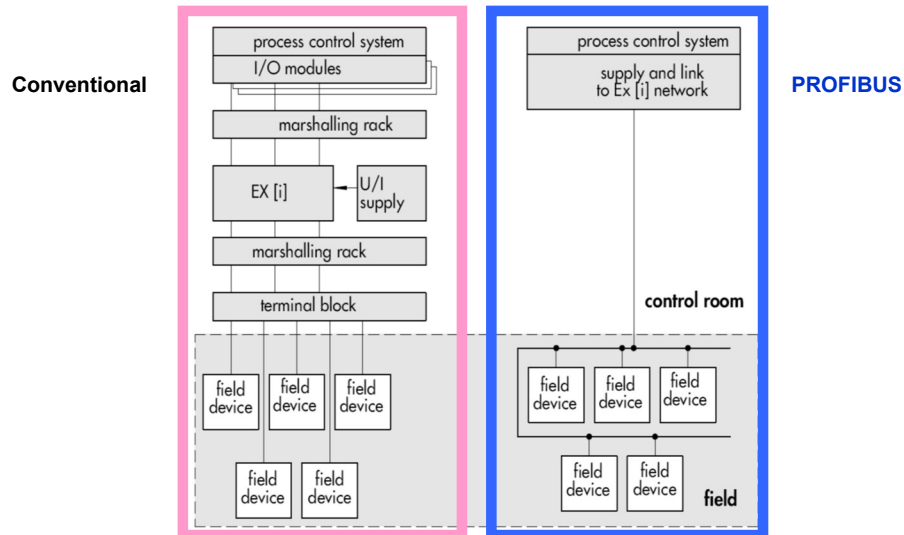 Conventional
process control system
I/O modules
marshalling rack
EX [i]
U/I
supply
marshalling rack
terminal block
field
device
field
device
field
device
field
device
field
device
PROFIBUS
process control system
supply and link
to Ex [i] network
control room
field
device
field
device
field
device
field
device
field
device
field